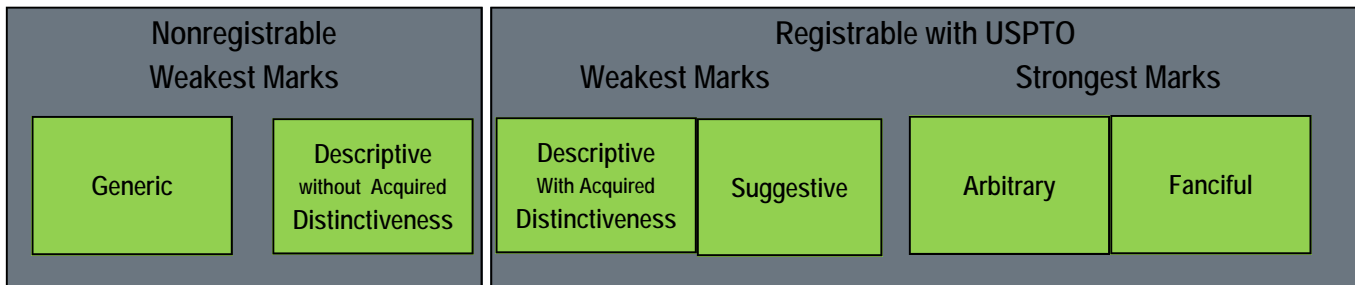 Nonregistrable
Weakest Marks
Generic
Descriptive
without Acquired
Distinctiveness
Registrable with USPTO
Weakest Marks
Strongest Marks
Descriptive
With Acquired
Distinctiveness
Suggestive
Arbitrary
Fanciful